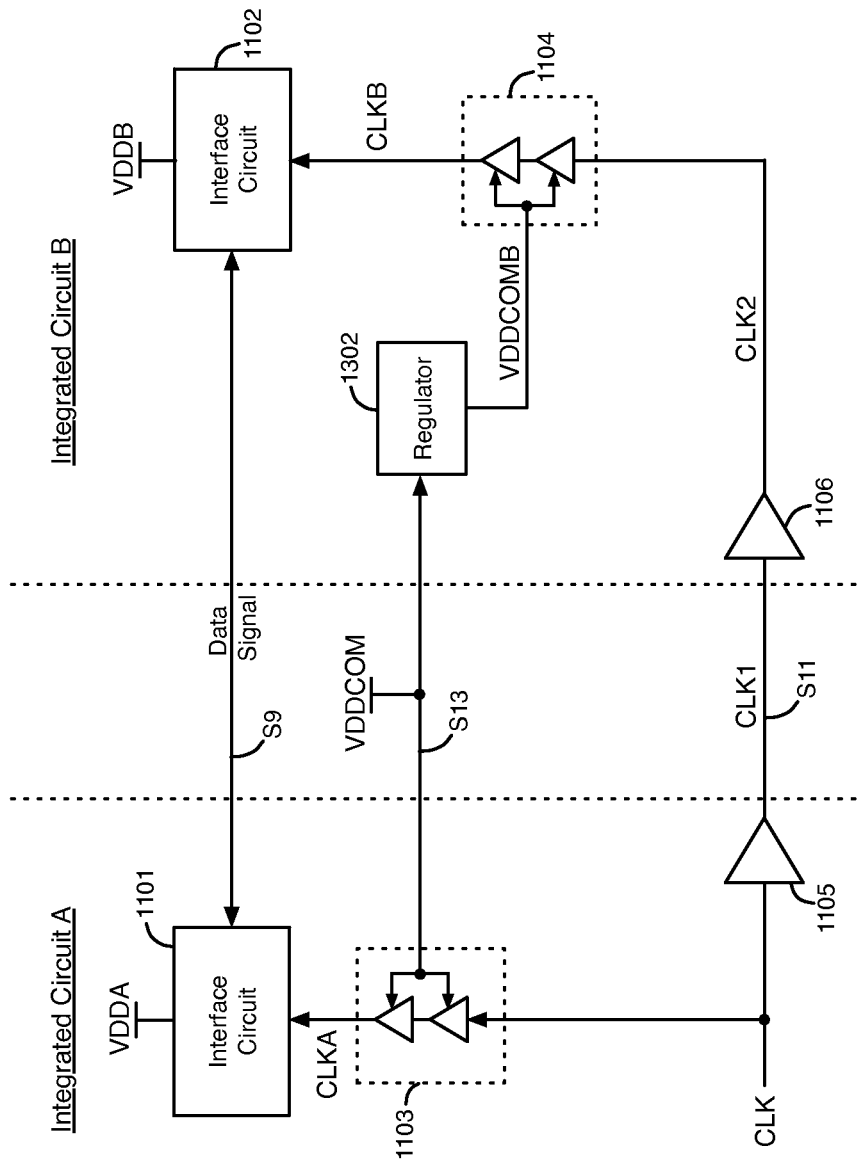 Integrated Circuit A
Integrated Circuit B
VDDA
1101
Interface
Circuit
S9
Data
Signal
VDDB
1102
Interface
Circuit
CLKA
1103
VDDCOM
S13
1302
Regulator
VDDCOMB
CLKB
1104
CLK
1105
CLK1
S11
1106
CLK2